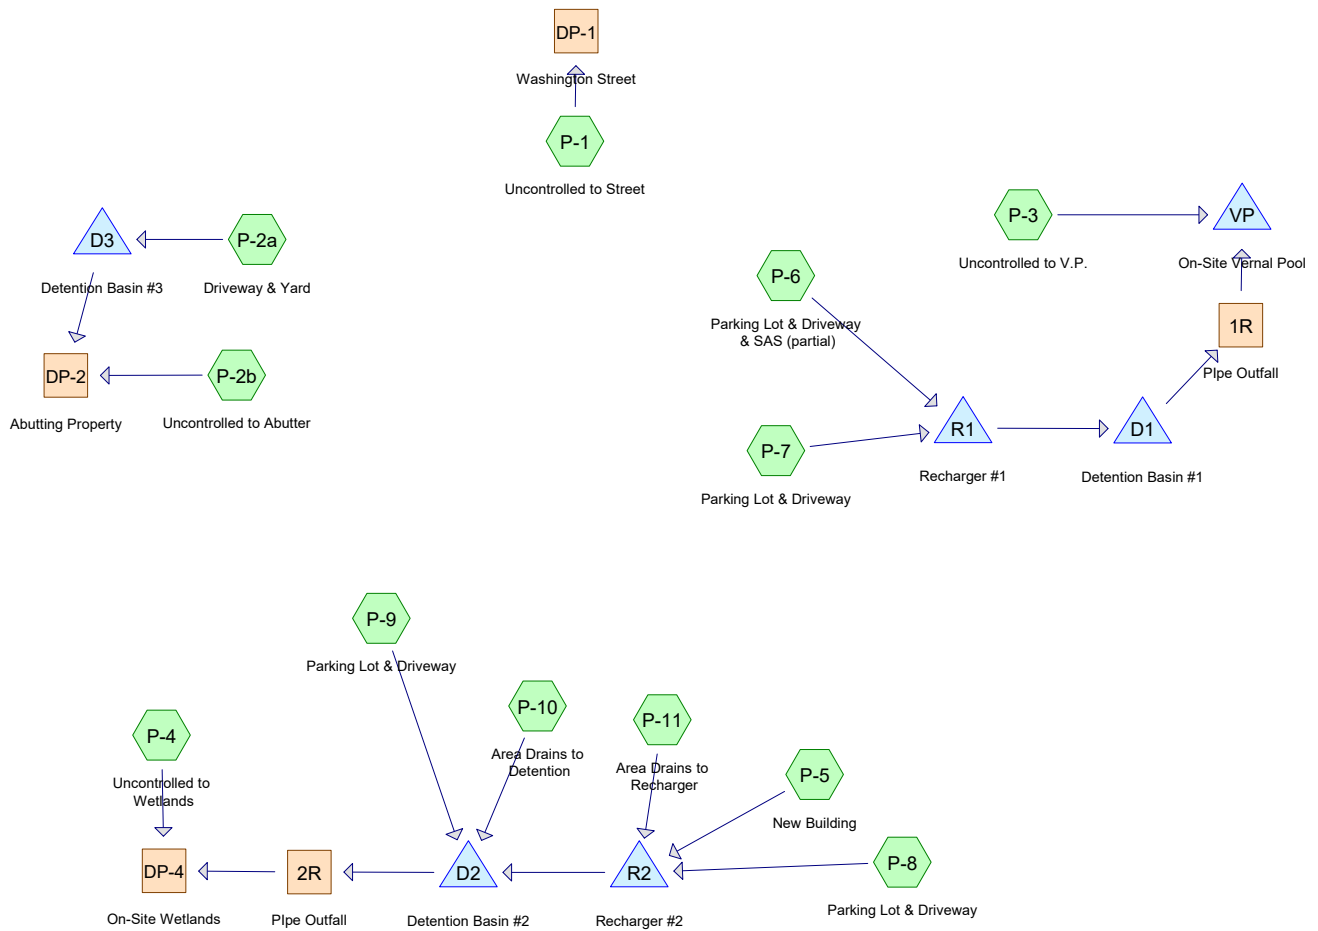 DP-1
Washington Street
P-1
Uncontrolled to Street
D3
Detention Basin #3
P-2a
Driveway & Yard
DP-2
Abutting Property
P-2b
Uncontrolled to Abutter
P-3
Uncontrolled to V.P.
VP
On-Site Vernal Pool
P-6
Parking Lot & Driveway
& SAS (partial)
1R
PIpe Outfall
P-7
Parking Lot & Driveway
R1
Recharger #1
D1
Detention Basin #1
P-9
Parking Lot & Driveway
P-4
Uncontrolled to
Wetlands
P-10
Area Drains to
Detention
P-11
Area Drains to
Recharger
P-5
New Building
P-8
Parking Lot & Driveway
DP-4
On-Site Wetlands
2R
PIpe Outfall
D2
Detention Basin #2
R2
Recharger #2